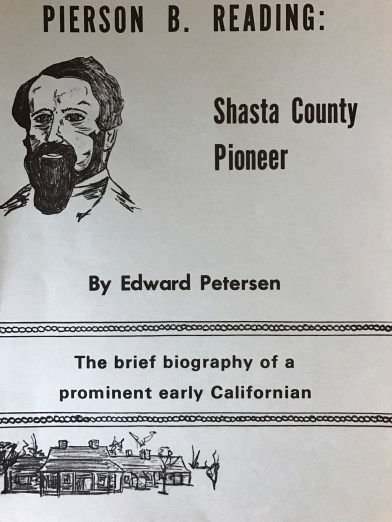 PIERSON B. READING:
Shasta County
Pioneer
By Edward Petersen
The brief biography of a
prominent early Californian